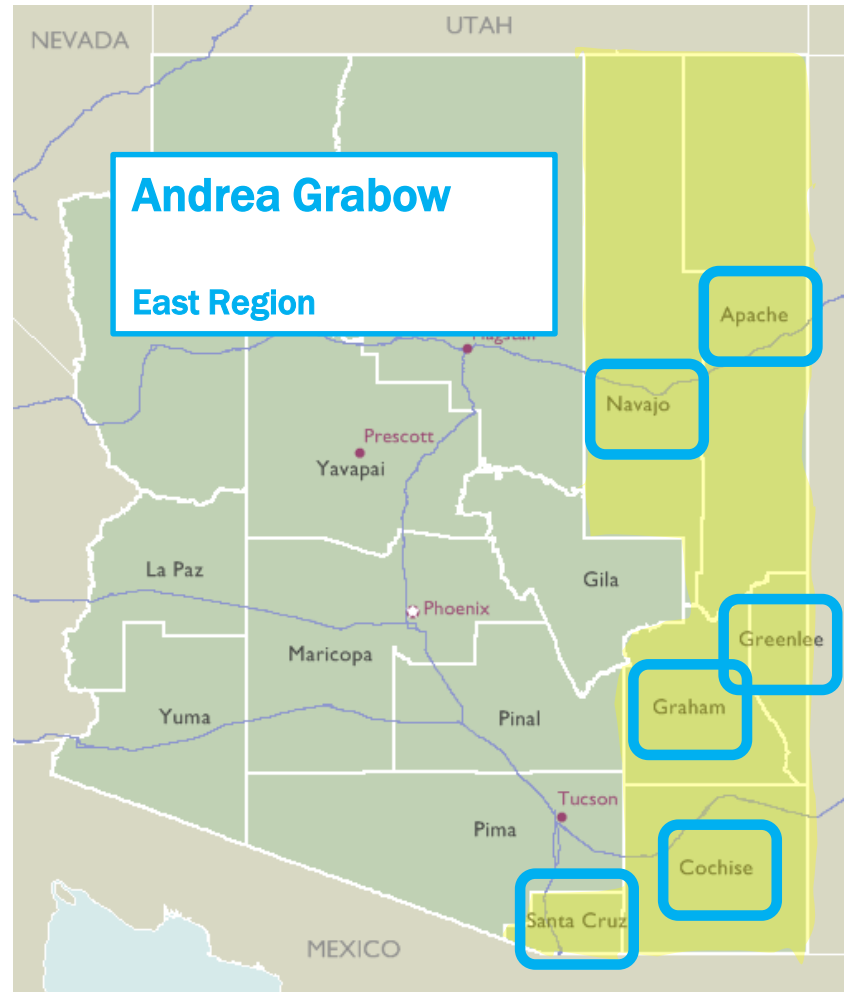 UTAH
NEVADA
Andrea Grabow
East Region
Apache
Flagstaff
Navajo
Prescott
Yavapai
La Paz
Gila
Phoenix
Greenlee
Maricopa
Graham
Yuma
Pinal
Tucson
Pima
Cochise
Santa Cruz
MEXICO